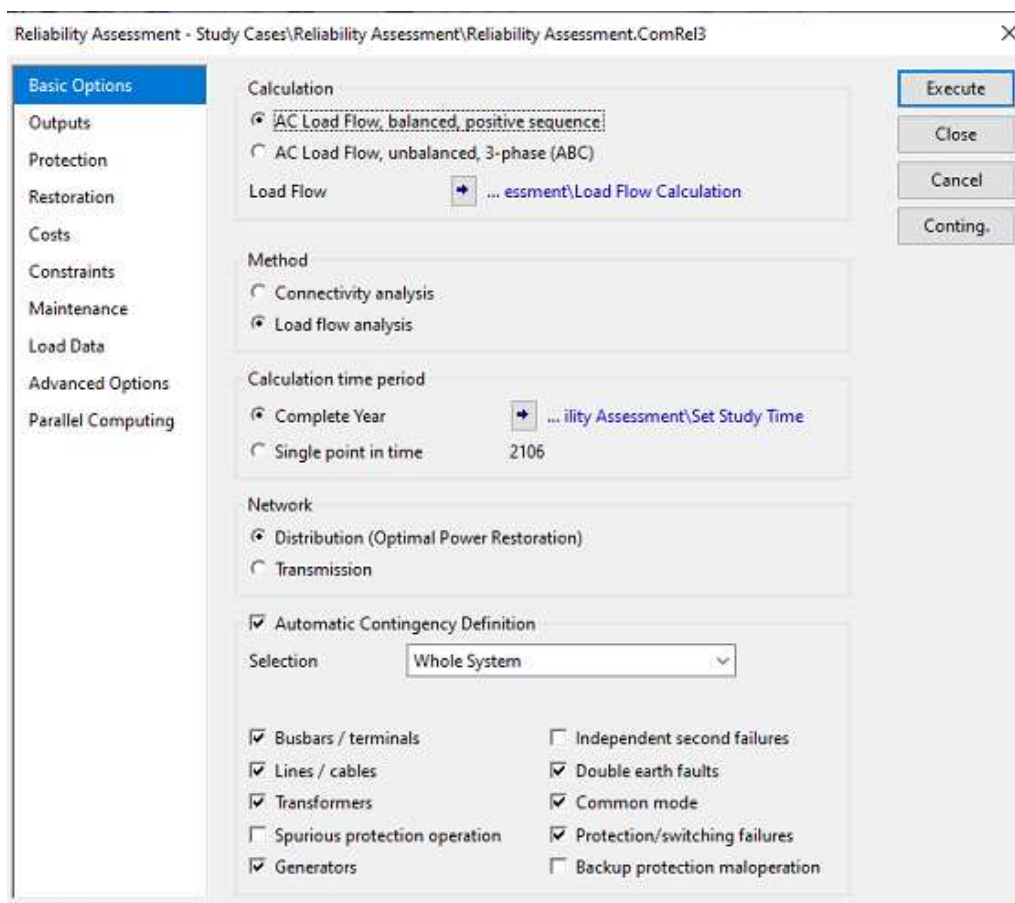 Reliability Assessment - Study Cases\Reliability Assessment\Reliability Assessment.ComRel3
Basic Options
Outputs
Protection
Restoration
Costs
Constraints
Maintenance
Load Data
Advanced Options
Parallel Computing
Calculation
AC Load Flow, balanced, positive sequence
AC Load Flow, unbalanced, 3-phase (ABC)
Load Flow ... essment\Load Flow Calculation
Method
Connectivity analysis
Load flow analysis
Calculation time period
Complete Year ... ility Assessment\Set Study Time
Single point in time 2106
Network
Distribution (Optimal Power Restoration)
Transmission
Automatic Contingency Definition
Selection Whole System
Busbars / terminals
Lines / cables
Transformers
Spurious protection operation
Generators
Independent second failures
Double earth faults
Common mode
Protection/switching failures
Backup protection maloperation
Execute
Close
Cancel
Conting.